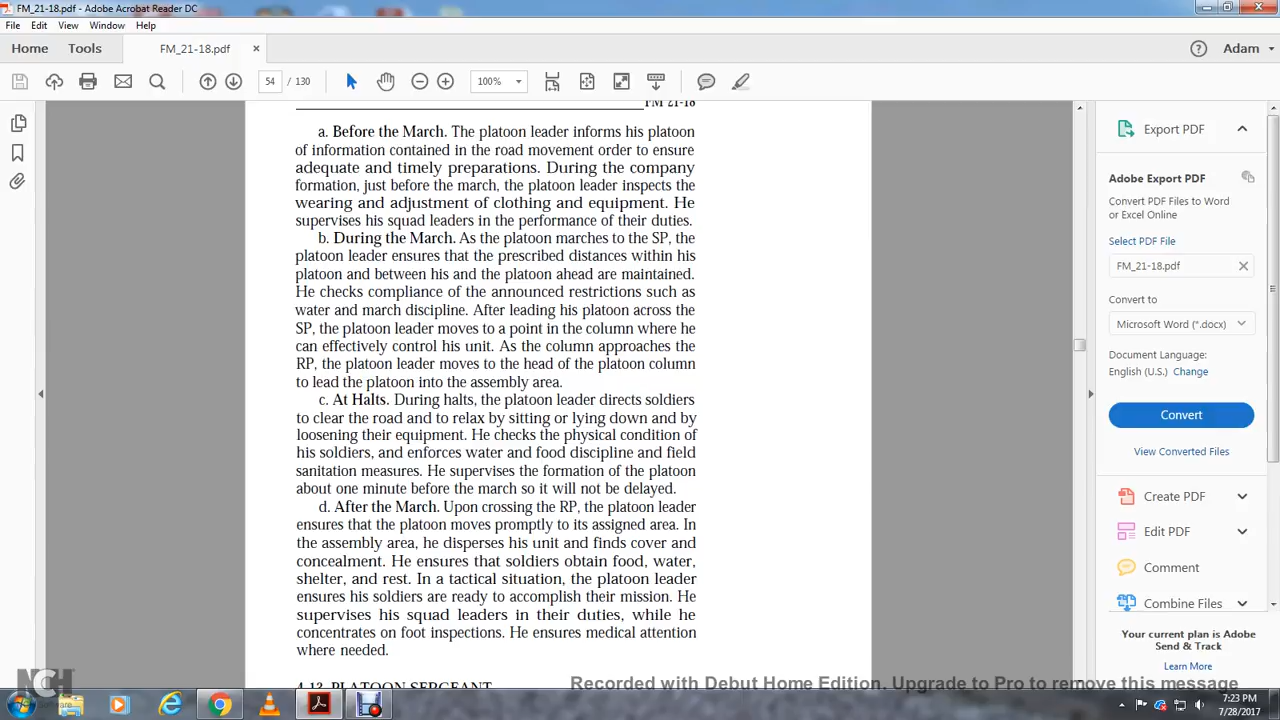 FM_21-18.pdf - Adobe Acrobat Reader DC
File Edit View Window Help
Home Tools FM_21-18.pdf × Adam
54 / 130 100%
FM 21-18
a. Before the March. The platoon leader informs his platoon
of information contained in the road movement order to ensure
adequate and timely preparations. During the company
formation, just before the march, the platoon leader inspects the
wearing and adjustment of clothing and equipment. He
supervises his squad leaders in the performance of their duties.
b. During the March. As the platoon marches to the SP, the
platoon leader ensures that the prescribed distances within his
platoon and between his and the platoon ahead are maintained.
He checks compliance of the announced restrictions such as
water and march discipline. After leading his platoon across the
SP, the platoon leader moves to a point in the column where he
can effectively control his unit. As the column approaches the
RP, the platoon leader moves to the head of the platoon column
to lead the platoon into the assembly area.
c. At Halts. During halts, the platoon leader directs soldiers
to clear the road and to relax by sitting or lying down and by
loosening their equipment. He checks the physical condition of
his soldiers, and enforces water and food discipline and field
sanitation measures. He supervises the formation of the platoon
about one minute before the march so it will not be delayed.
d. After the March. Upon crossing the RP, the platoon leader
ensures that the platoon moves promptly to its assigned area. In
the assembly area, he disperses his unit and finds cover and
concealment. He ensures that soldiers obtain food, water,
shelter, and rest. In a tactical situation, the platoon leader
ensures his soldiers are ready to accomplish their mission. He
supervises his squad leaders in their duties, while he
concentrates on foot inspections. He ensures medical attention
where needed.
4-13. PLATOON SERGEANT
Export PDF
Adobe Export PDF
Convert PDF Files to Word
or Excel Online
Select PDF File
FM_21-18.pdf
Convert to
Microsoft Word (*.docx)
Document Language:
English (U.S.) Change
Convert
View Converted Files
Create PDF
Edit PDF
Comment
Combine Files
Your current plan is Adobe
Send & Track
Learn More
NCH
Recorded with Debut Home Edition. Upgrade to Pro to remove this message
7:23 PM
7/28/2017